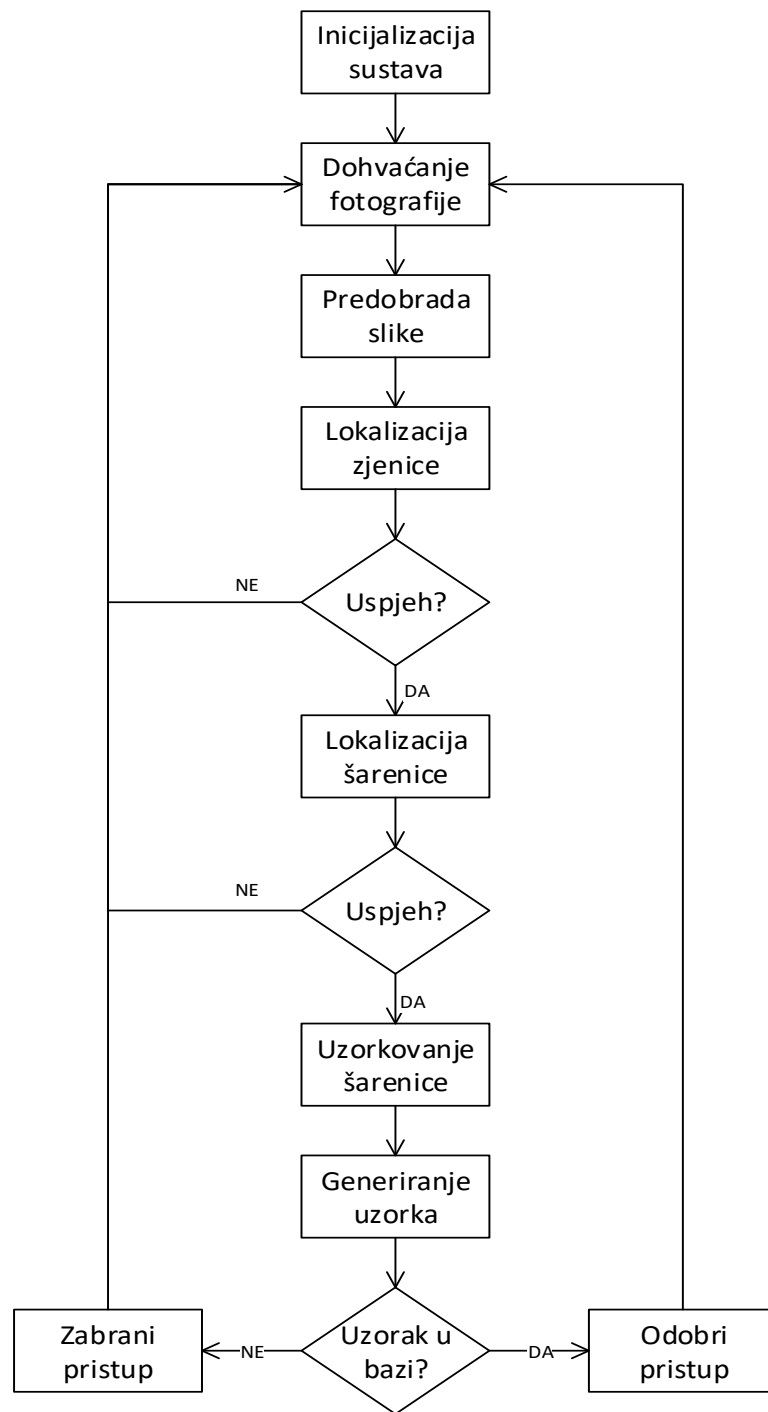 Inicijalizacija
sustava
Dohvaćanje
fotografije
Predobrada
slike
Lokalizacija
zjenice
Uspjeh?
NE
DA
Lokalizacija
šarenice
Uspjeh?
NE
DA
Uzorkovanje
šarenice
Generiranje
uzorka
Uzorak u
bazi?
NE
DA
Zabrani
pristup
Odobri
pristup